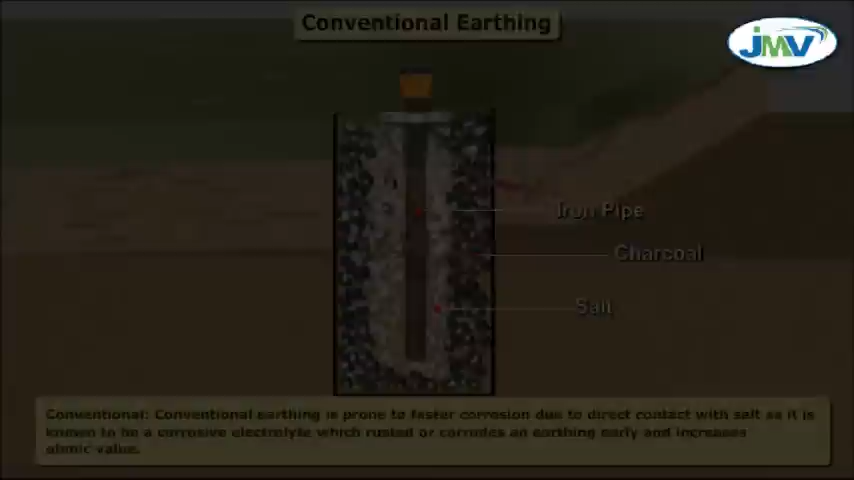 Conventional Earthing
JMV
Iron Pipe
Charcoal
Salt
Conventional: Conventional earthing is prone to faster corrosion due to direct contact with salt as it is
known to be a corrosive electrolyte which rusted or corrodes an earthing early and increases
ohmic value.